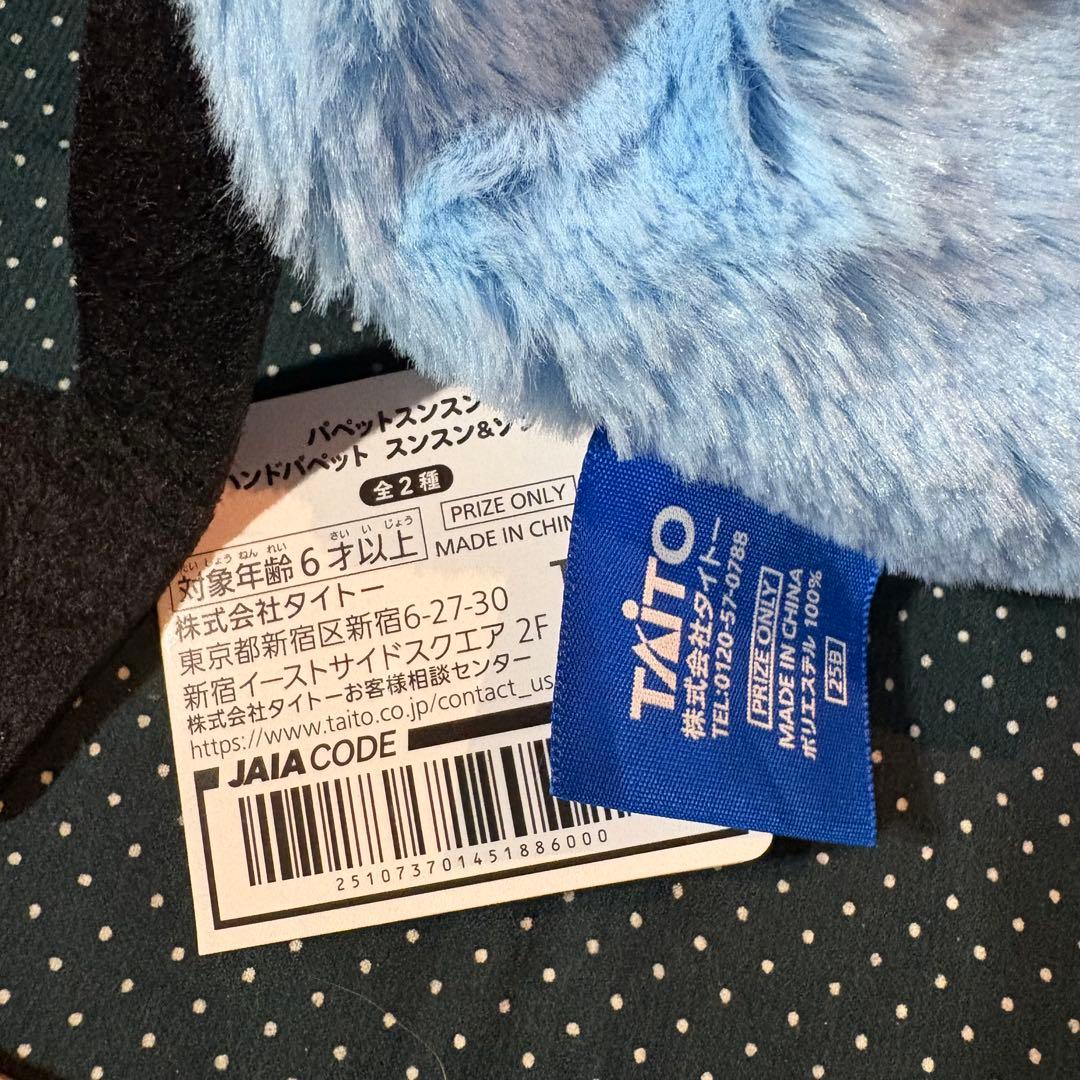 パペットスンスン
ハンドパペット スンスン&ゾ
全2種
PRIZE ONLY
MADE IN CHIN
たいしょうねんれい さいいじょう
対象年齢6才以上
株式会社タイトー
東京都新宿区新宿6-27-30
新宿イーストサイドスクエア 2F
株式会社タイトーお客様相談センター
https://www.taito.co.jp/contact_us
JAIA CODE
251073701451886000
TAITO
株式会社タイトー
TEL:0120-57-0788
PRIZE ONLY
MADE IN CHINA
ポリエステル 100%